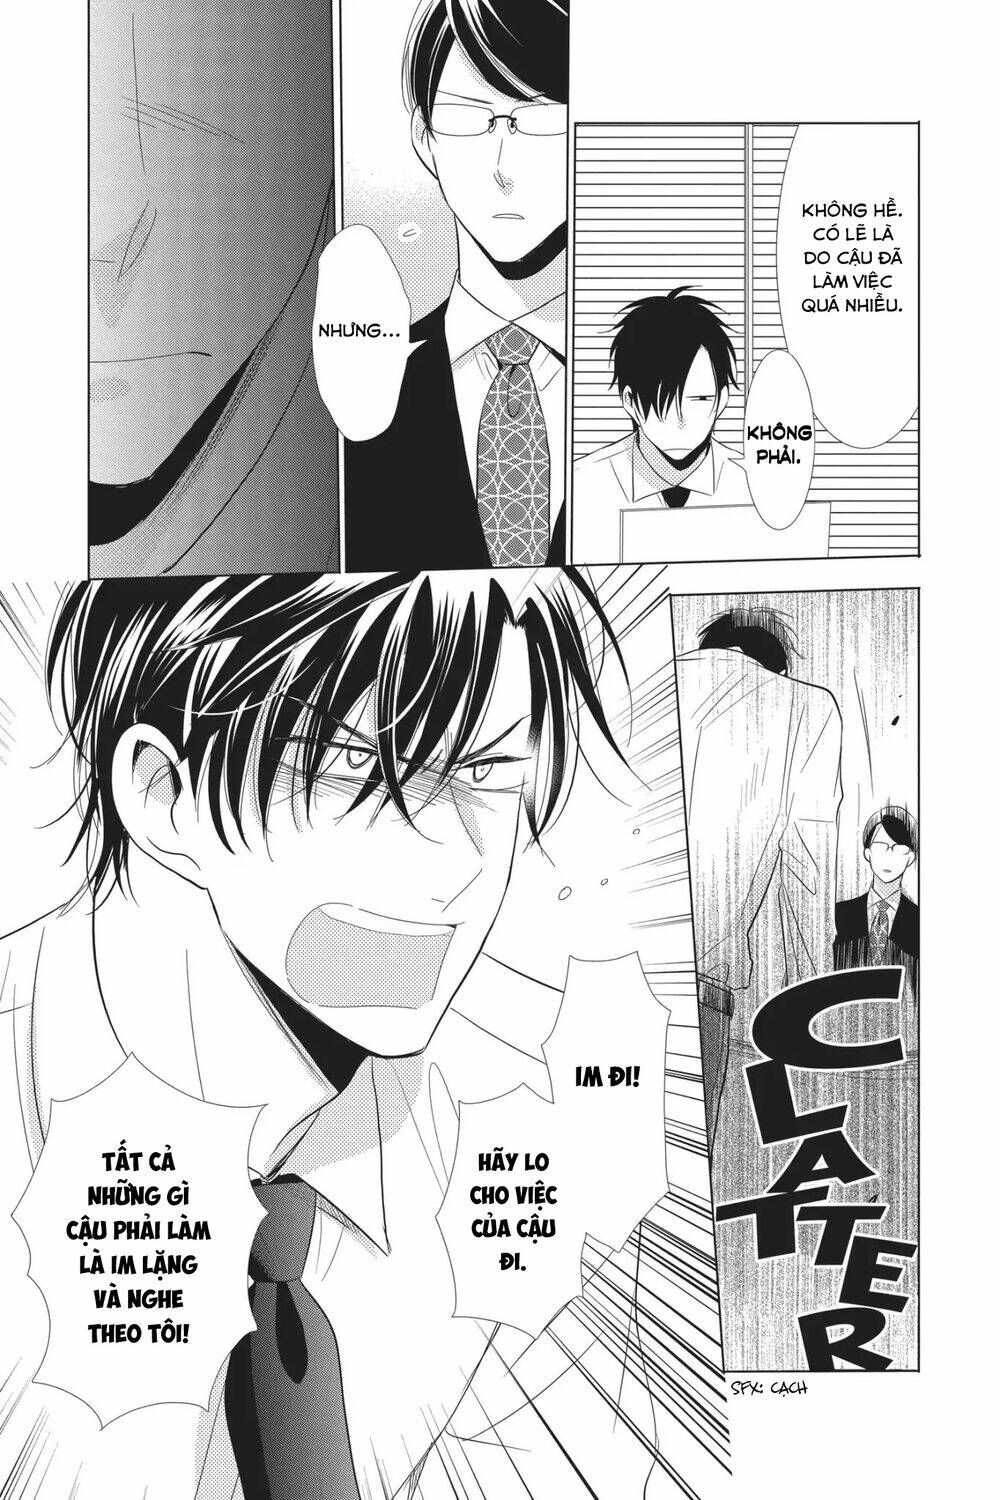 KHÔNG HỀ.
CÓ LẼ LÀ
DO CẬU ĐÃ
LÀM VIỆC
QUÁ NHIỀU.
KHÔNG
PHẢI.
NHƯNG...
CLATTER
SFX: CẠCH
IM ĐI!
HÃY LO
CHO VIỆC
CỦA CẬU
ĐI.
TẤT CẢ
NHỮNG GÌ
CẬU PHẢI LÀM
LÀ IM LẶNG
VÀ NGHE
THEO TÔI!